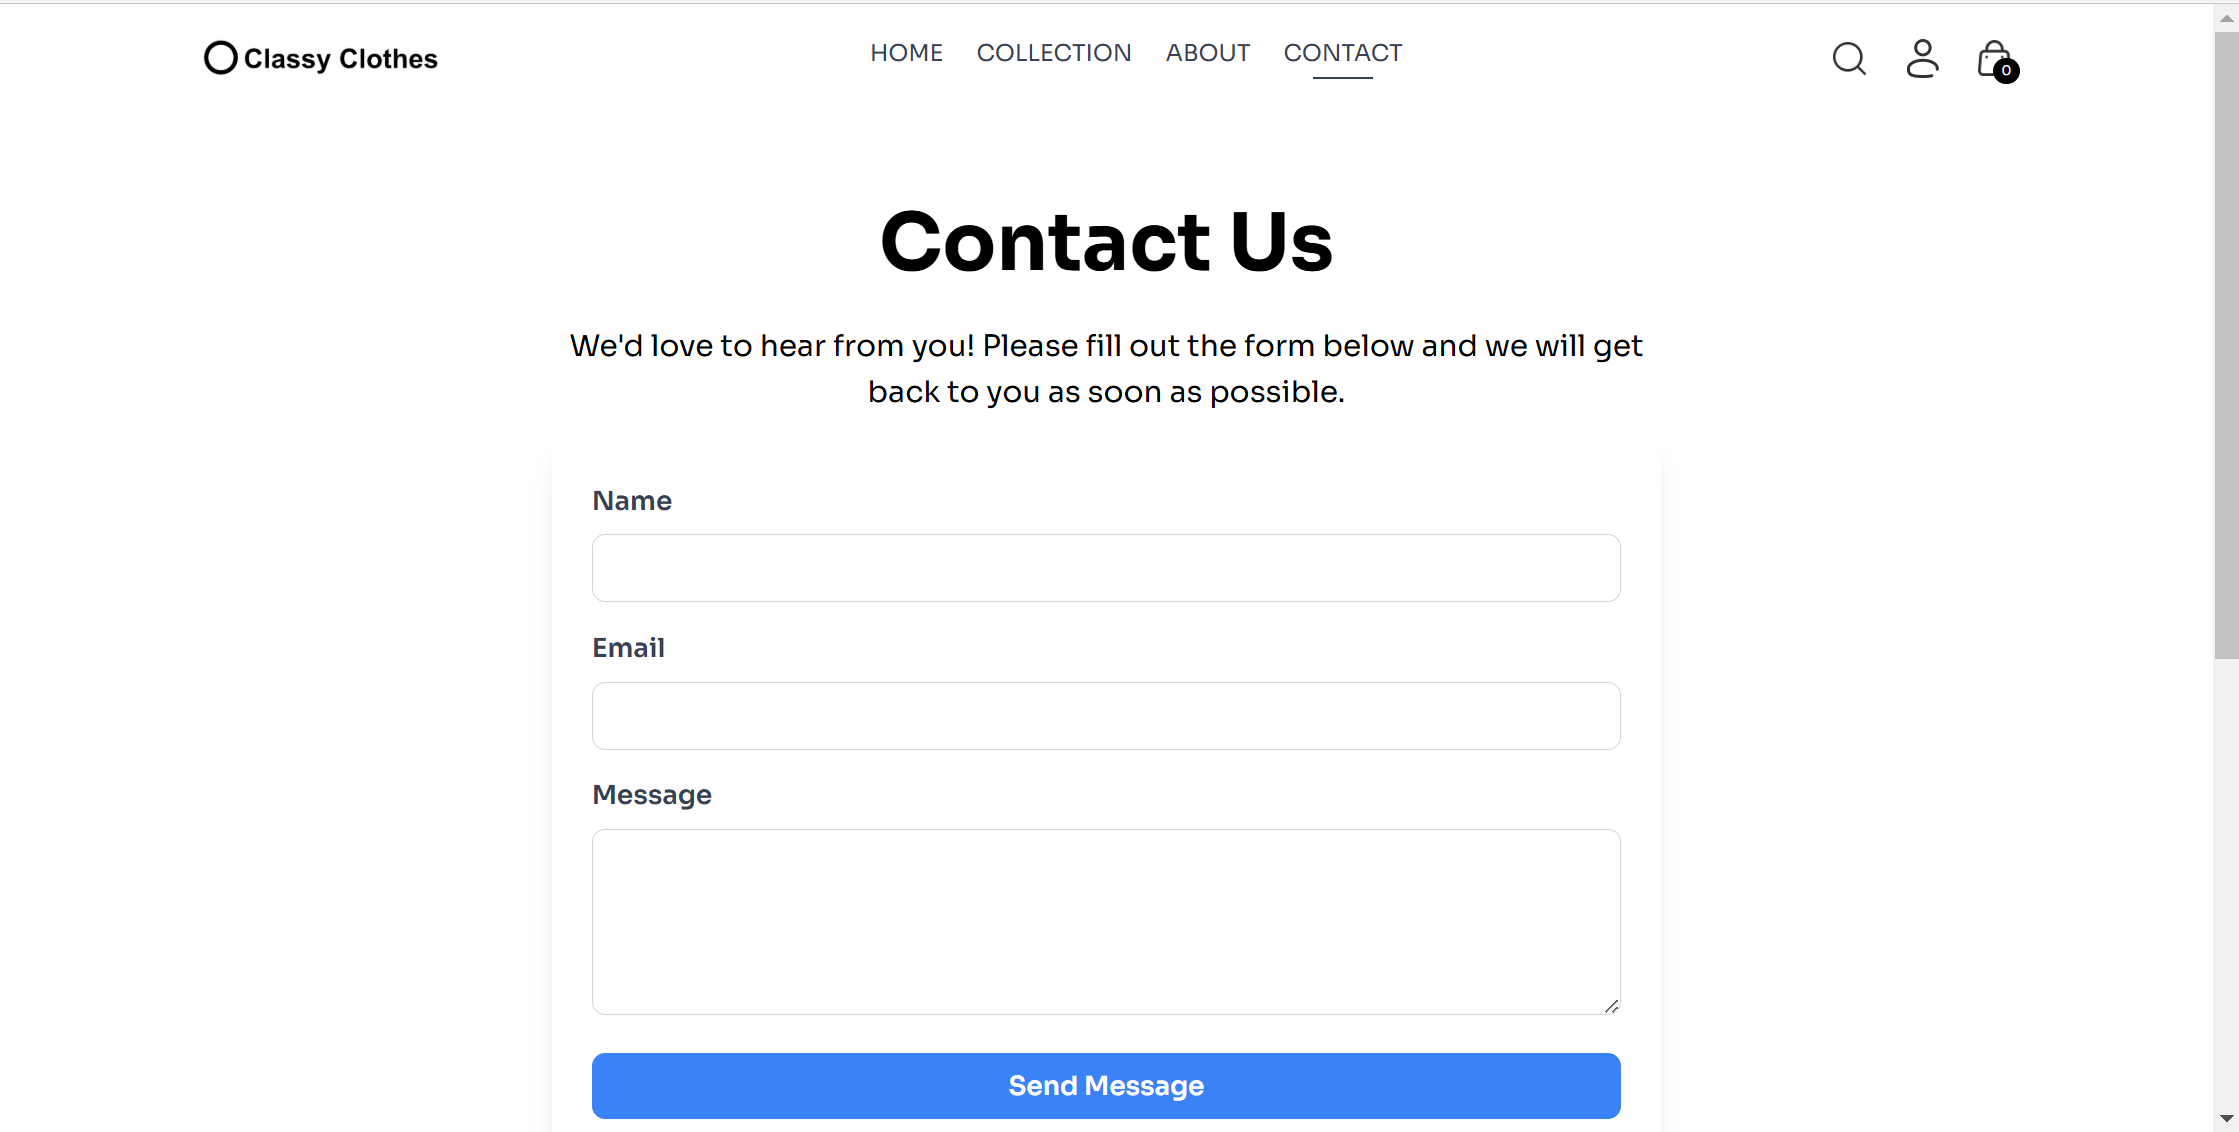 Classy Clothes
HOME COLLECTION ABOUT CONTACT
0
Contact Us
We'd love to hear from you! Please fill out the form below and we will get
back to you as soon as possible.
Name
Email
Message
Send Message